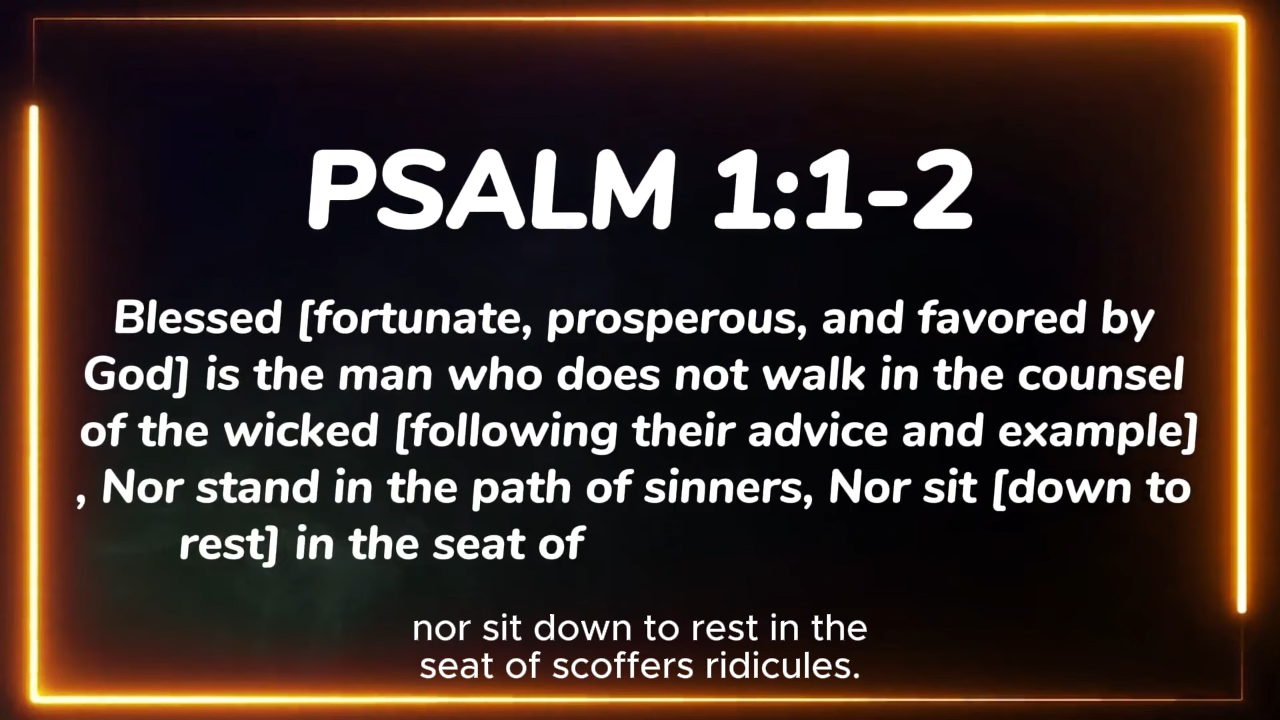 PSALM 1:1-2
Blessed [fortunate, prosperous, and favored by
God] is the man who does not walk in the counsel
of the wicked [following their advice and example]
, Nor stand in the path of sinners, Nor sit [down to
rest] in the seat of
nor sit down to rest in the
seat of scoffers ridicules.